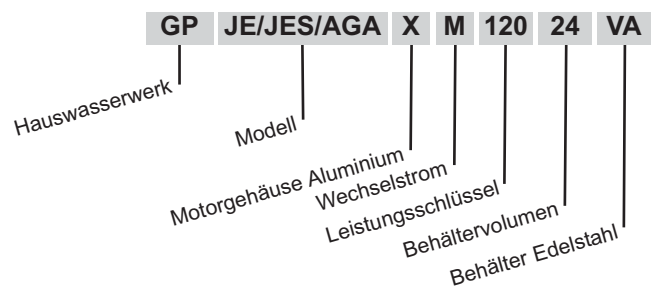 GP JE/JES/AGA X M 120 24 VA
Hauswasserwerk
Modell
Motorgehäuse Aluminium
Wechselstrom
Leistungsschlüssel
Behältervolumen
Behälter Edelstahl